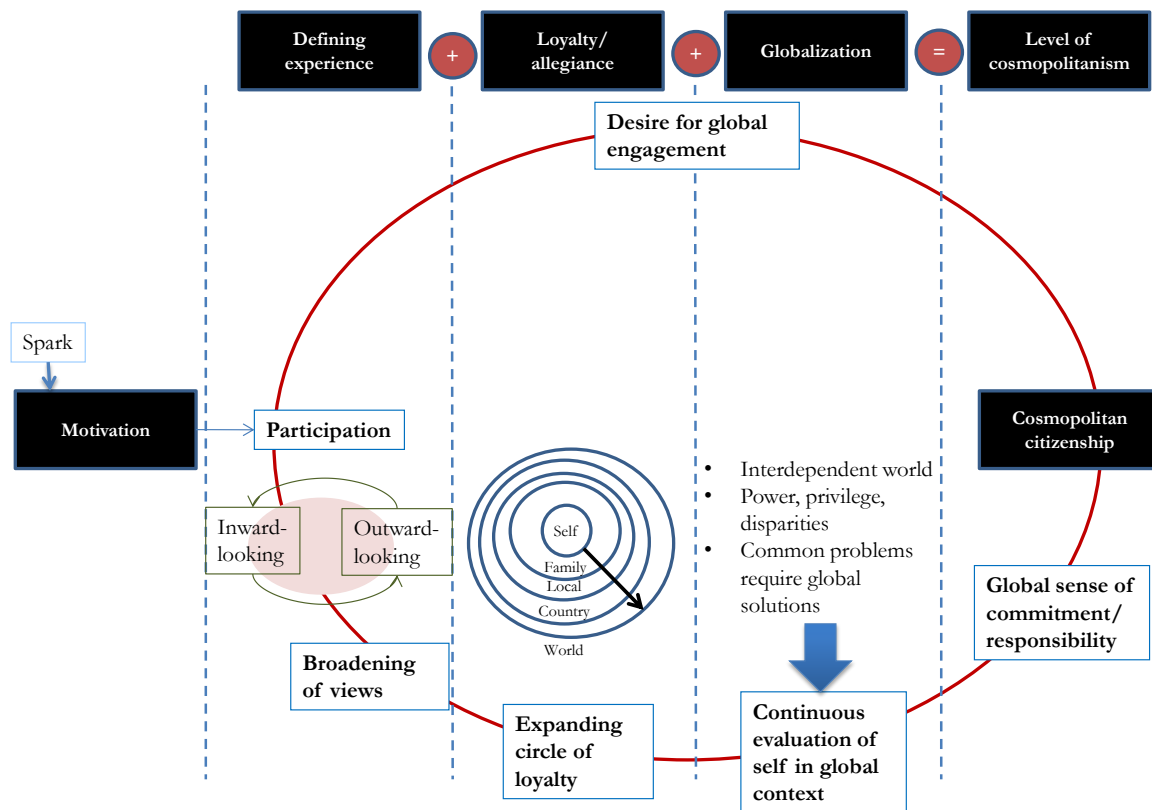 Defining
experience
+
Loyalty/
allegiance
+
Globalization
=
Level of
cosmopolitanism
Desire for global
engagement
Spark
Motivation
Participation
Cosmopolitan
citizenship
Inward-
looking
Outward-
looking
Self
Family
Local
Country
World
• Interdependent world
• Power, privilege,
disparities
• Common problems
require global
solutions
Global sense of
commitment/
responsibility
Broadening
of views
Expanding
circle of
loyalty
Continuous
evaluation of
self in global
context